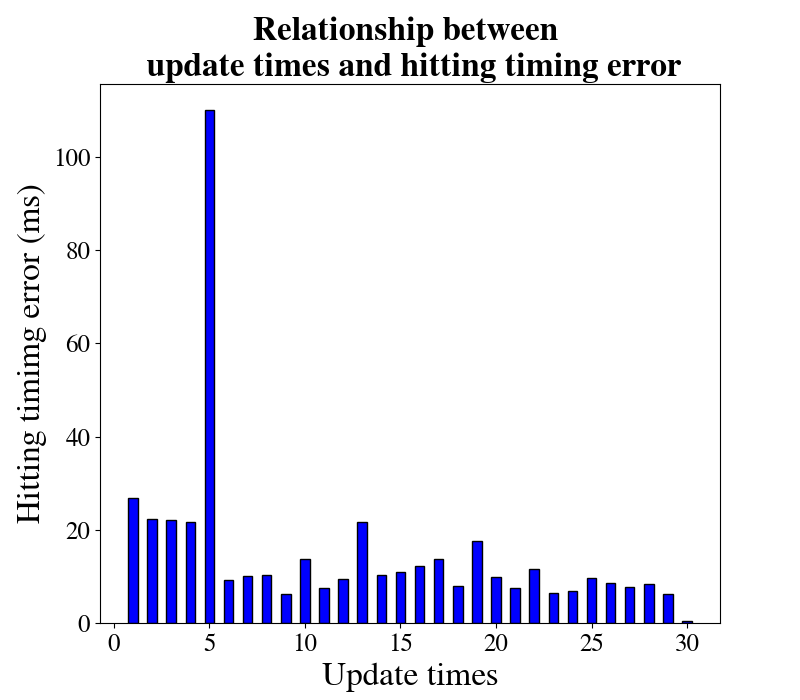 Relationship between
update times and hitting timing error
Hitting timimg error (ms)
100
80
60
40
20
0
0 5 10 15 20 25 30
Update times